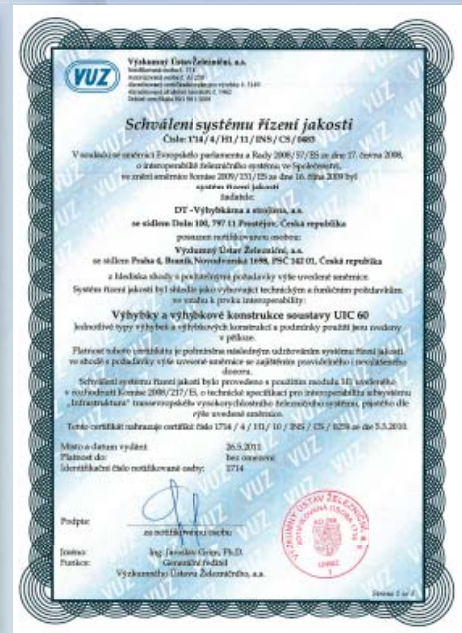 VUZ
Výzkumný Ústav Železniční, a.s.
Schválení systému řízení jakosti
Číslo: 1714 / 4 / H1 / 11 / INS / CS / 0483
V souladu se směrnicí Evropského parlamentu a Rady 2008/57/ES ze dne 17. června 2008,
o interoperabilitě železničního systému ve Společenství,
ve znění směrnice Komise 2009/131/ES ze dne 16. října 2009 byl
systém řízení jakosti
žadatele:
DT - Výhybkárna a strojírna, a.s.
se sídlem Dolní 100, 797 11 Prostějov, Česká republika
posouzen notifikovanou osobou:
Výzkumný Ústav Železniční, a.s.
se sídlem Praha 4, Braník, Novodvorská 1698, PSČ 142 01, Česká republika
z hlediska shody s podstatnými požadavky výše uvedené směrnice.
Systém řízení jakosti byl shledán jako vyhovující technickým a funkčním požadavkům
ve vztahu k prvku interoperability:
Výhybky a výhybkové konstrukce soustavy UIC 60
Jednotlivé typy výhybek a výhybkových konstrukcí a podmínky použití jsou uvedeny
v příloze.
Platnost tohoto certifikátu je podmíněna následným udržováním systému řízení jakosti
ve shodě s požadavky výše uvedené směrnice se zajištěním pravidelného i neohlášeného
dozoru.
Schválení systému řízení jakosti bylo provedeno s použitím modulu H1 uvedeného
v rozhodnutí Komise 2008/217/ES, o technické specifikaci pro interoperabilitu subsystému
„Infrastruktura" transevropského vysokorychlostního železničního systému, přijatého dle
výše uvedené směrnice.
Tento certifikát nahrazuje certifikát číslo 1714 / 4 / H1 / 10 / INS / CS / 0259 ze dne 5.3.2010.
Místo a datum vydání: 26.5.2011
Platnost do: bez omezení
Identifikační číslo notifikované osoby: 1714
Podpis:
za notifikovanou osobu
Jméno: Ing. Jaroslav Grim, Ph.D.
Funkce: Generální ředitel
Výzkumného Ústavu Železničního, a.s.
VÝZKUMNÝ ÚSTAV ŽELEZNIČNÍ, a.s.
NOTIFIKOVANÁ OSOBA 1714